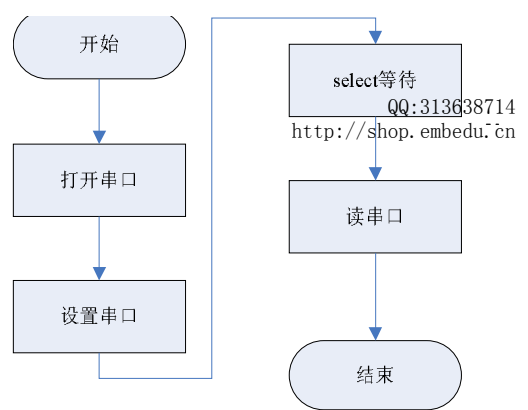 开始
打开串口
设置串口
select等待
QQ:313638714
http://shop.embedu.cn
读串口
结束